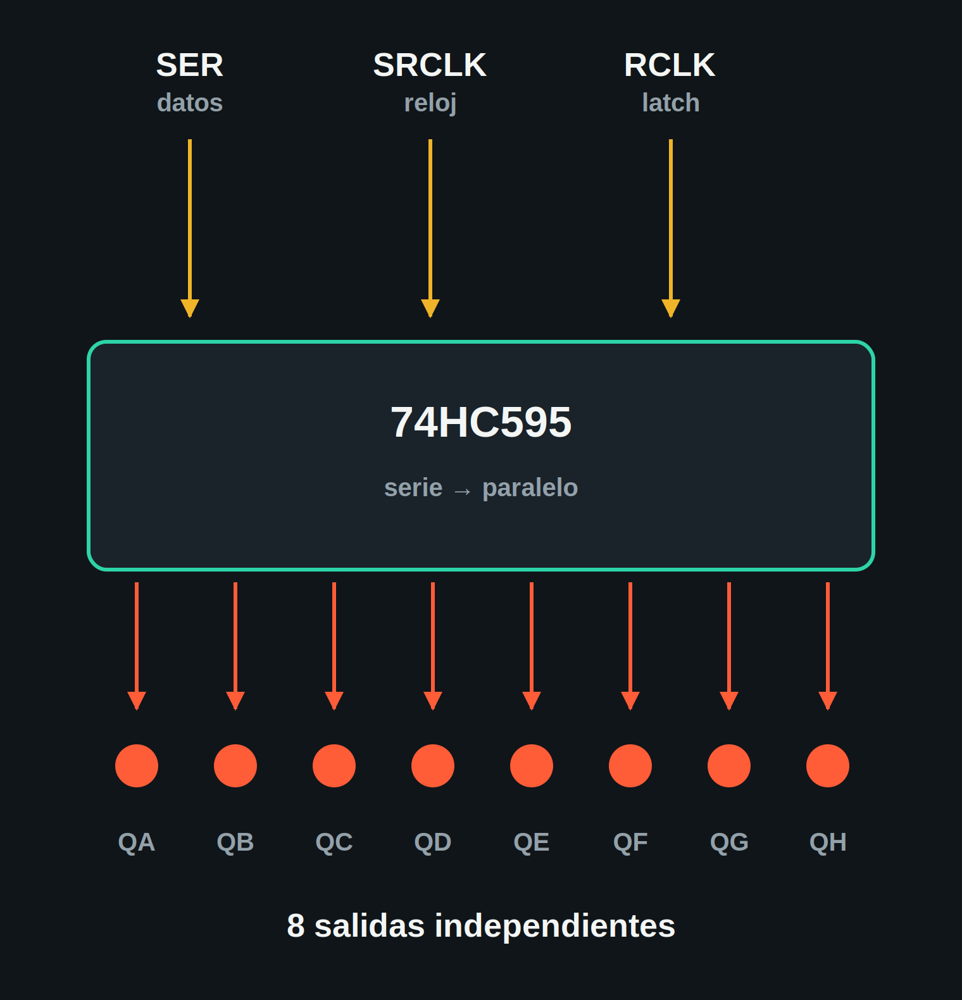 SER SRCLK RCLK
datos reloj latch
74HC595
serie → paralelo
QA QB QC QD QE QF QG QH
8 salidas independientes